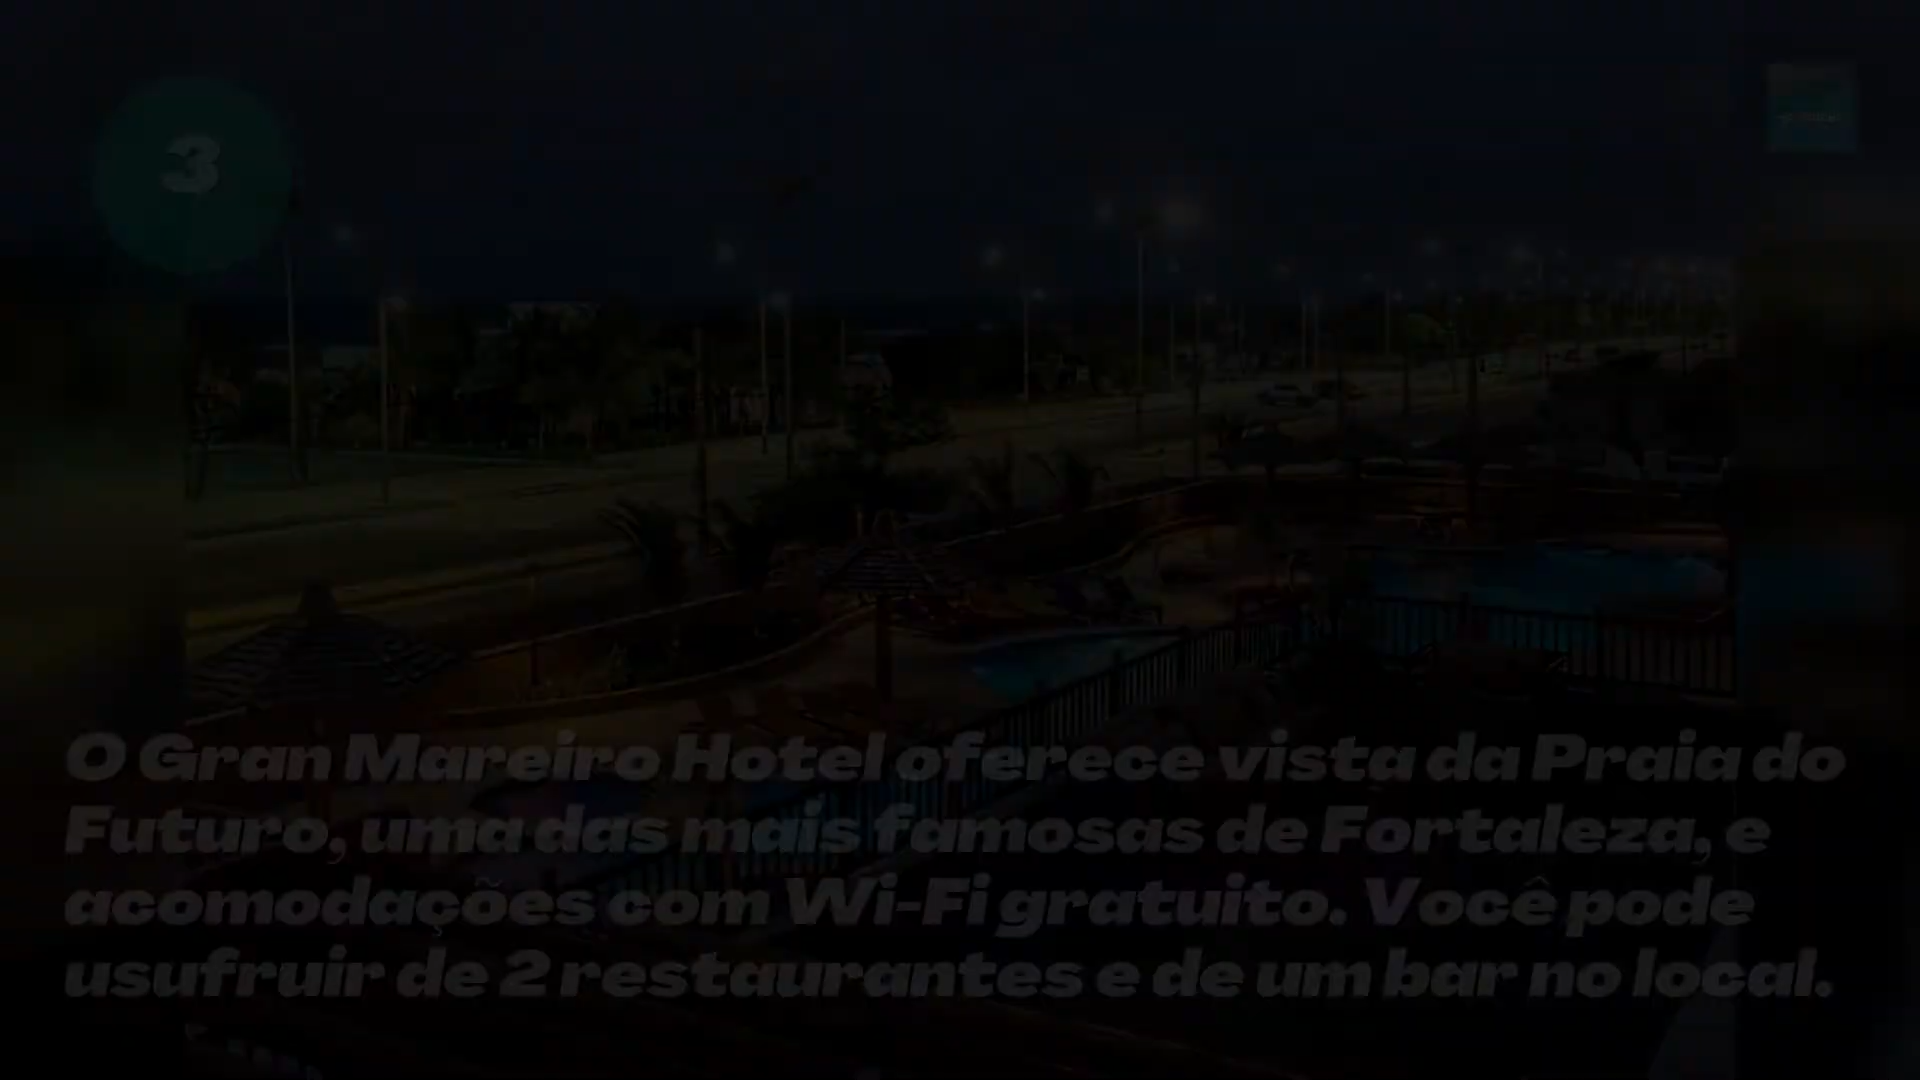 3
O Gran Mareiro Hotel oferece vista da Praia do
Futuro, uma das mais famosas de Fortaleza, e
acomodações com Wi-Fi gratuito. Você pode
usufruir de 2 restaurantes e de um bar no local.